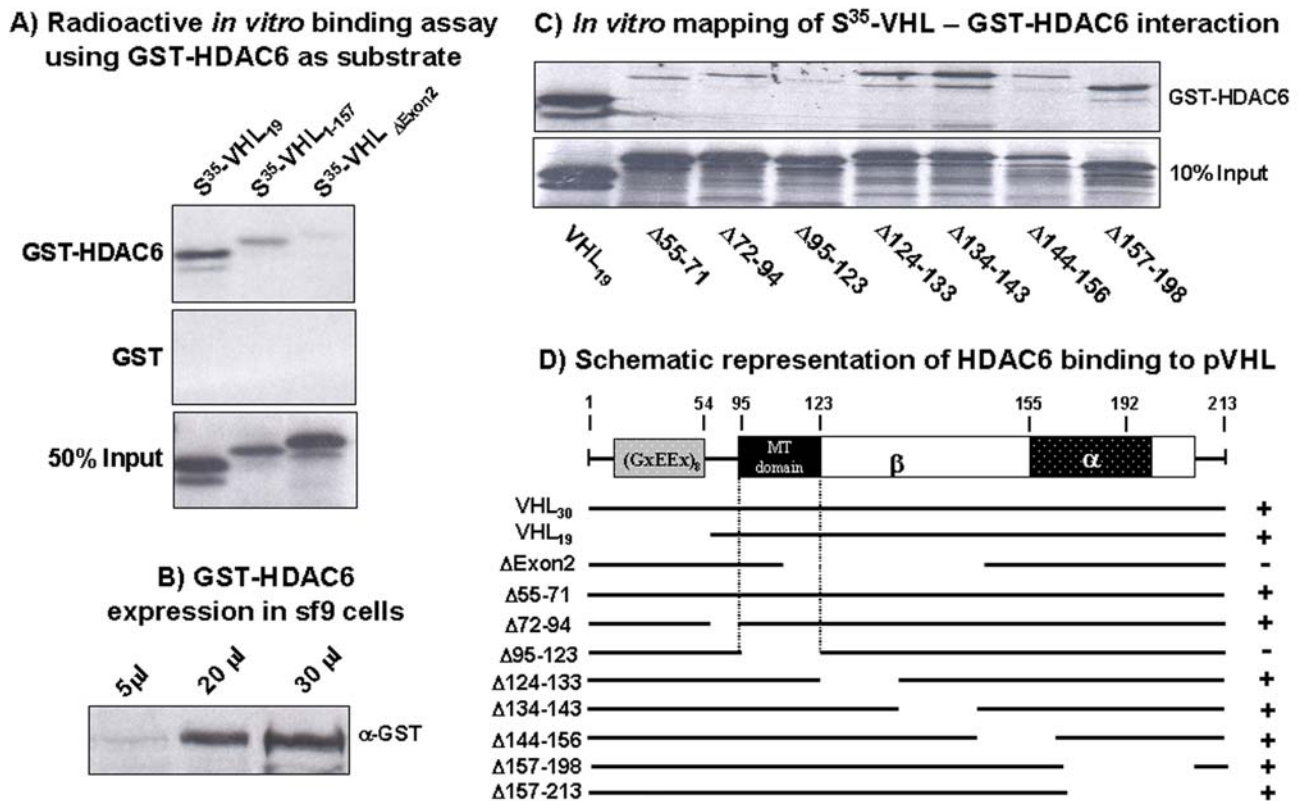 A) Radioactive in vitro binding assay
using GST-HDAC6 as substrate
S³⁵-VHL₁₉
S³⁵-VHL₁₋₁₅₇
S³⁵-VHL ΔExon2
GST-HDAC6
GST
50% Input
B) GST-HDAC6
expression in sf9 cells
5µl
20 µl
30 µl
α-GST
C) In vitro mapping of S³⁵-VHL – GST-HDAC6 interaction
GST-HDAC6
10% Input
VHL₁₉
Δ55-71
Δ72-94
Δ95-123
Δ124-133
Δ134-143
Δ144-156
Δ157-198
D) Schematic representation of HDAC6 binding to pVHL
1 54 95 123 155 192 213
(GxEEx)₈
MT
domain
β
α
VHL₃₀ +
VHL₁₉ +
ΔExon2 -
Δ55-71 +
Δ72-94 +
Δ95-123 -
Δ124-133 +
Δ134-143 +
Δ144-156 +
Δ157-198 +
Δ157-213 +